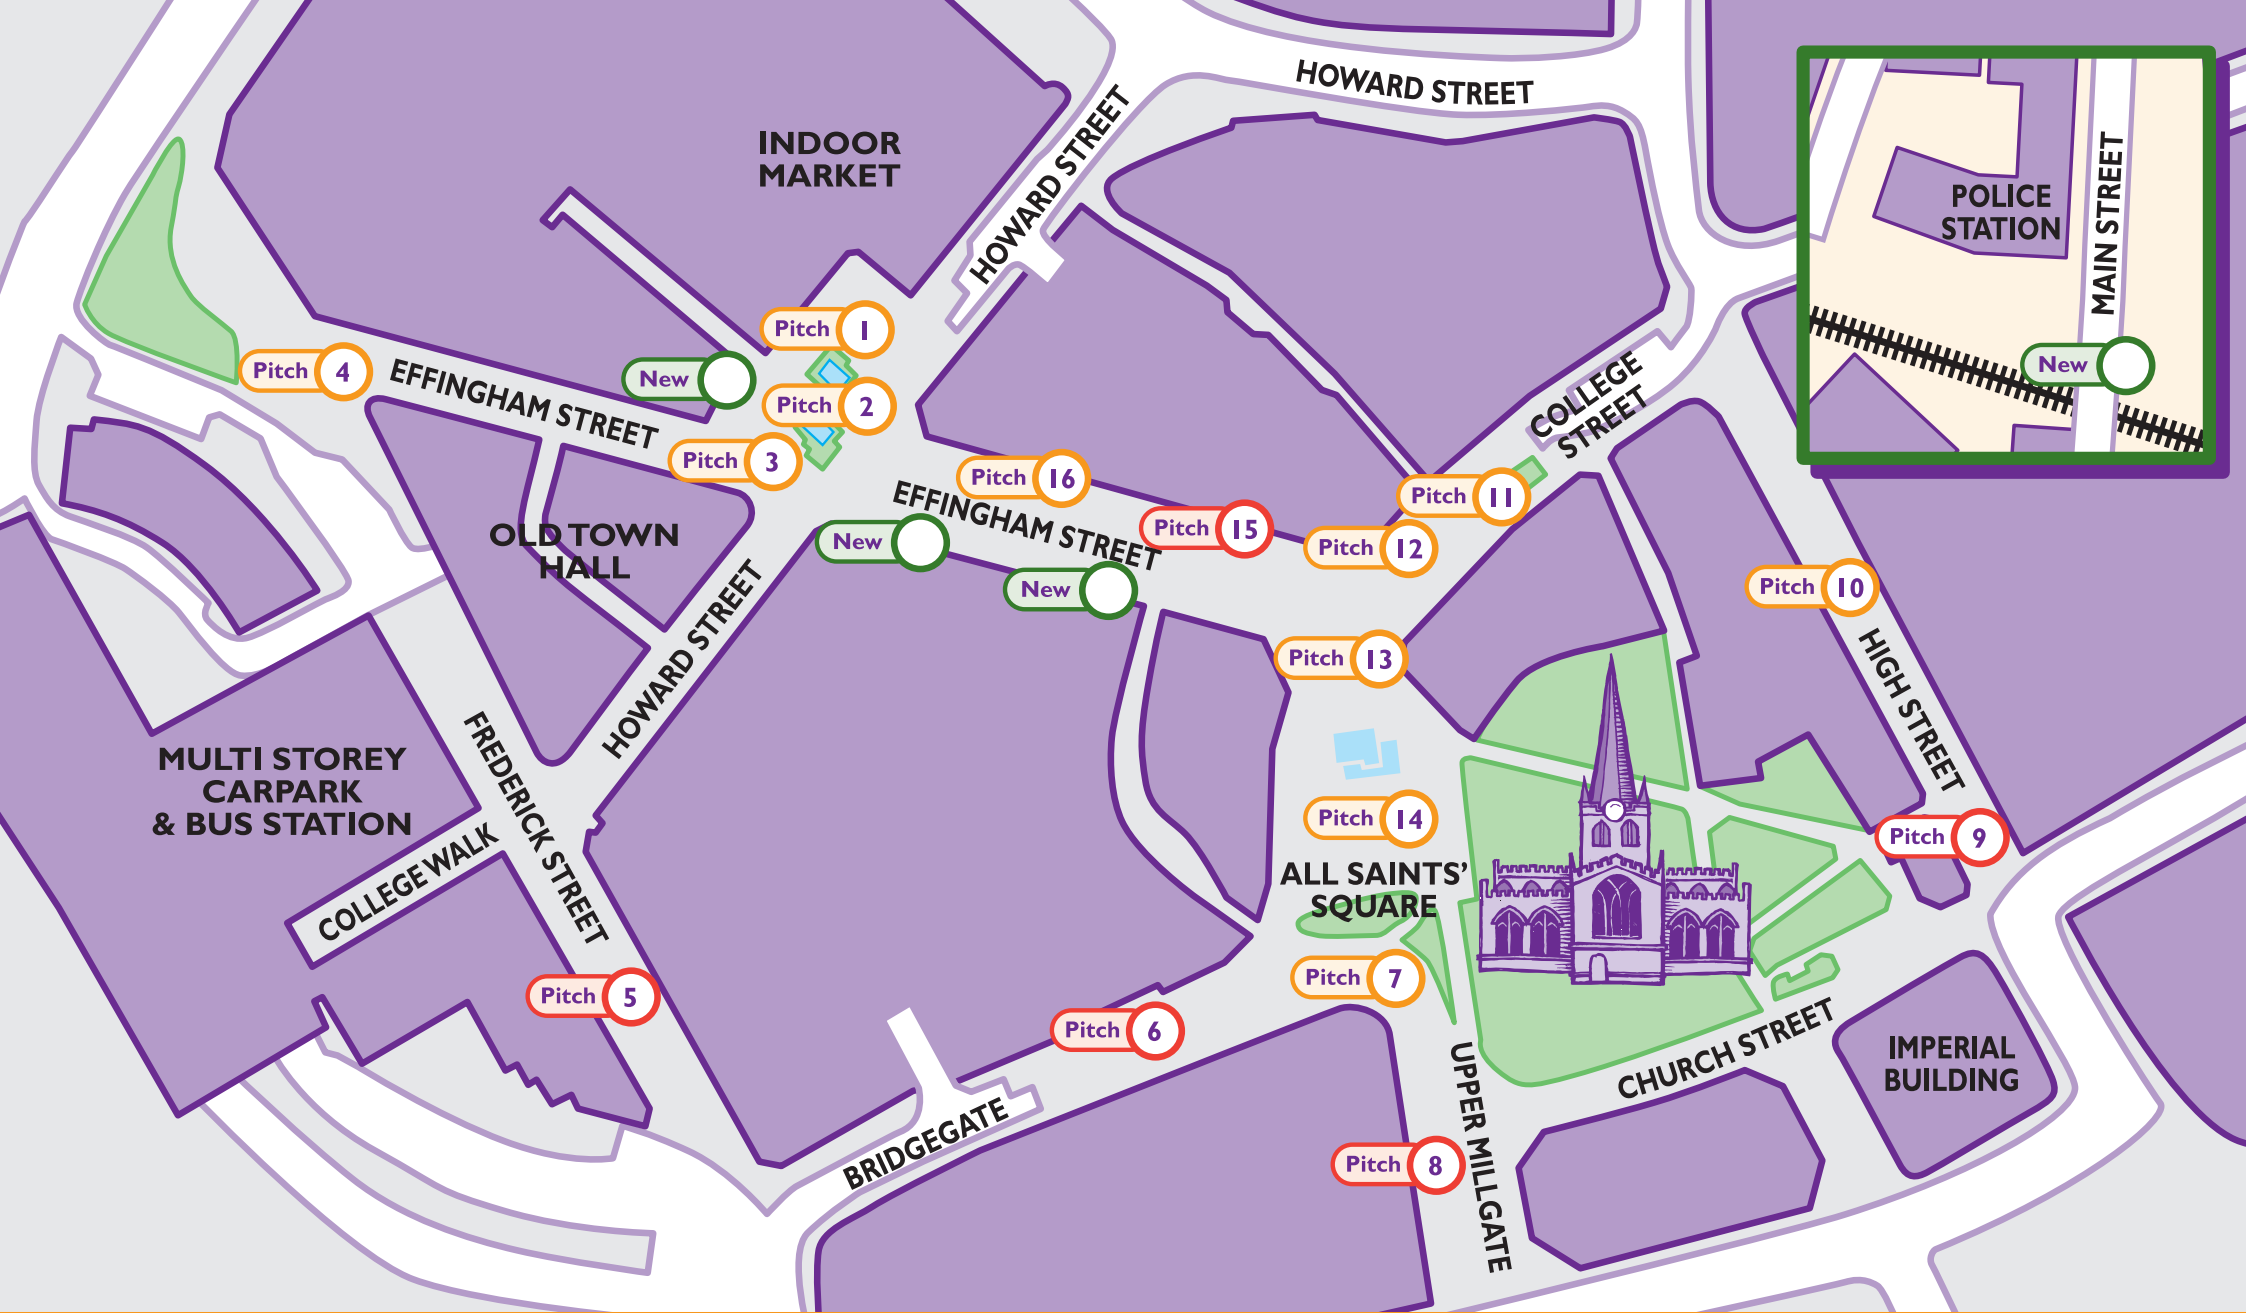 HOWARD STREET
INDOOR
MARKET
HOWARD STREET
POLICE
STATION
MAIN STREET
New
Pitch 1
Pitch 4
EFFINGHAM STREET
New
Pitch 2
Pitch 3
COLLEGE
STREET
Pitch 16
EFFINGHAM STREET
Pitch 15
Pitch 11
Pitch 12
OLD TOWN
HALL
New
New
Pitch 10
HOWARD STREET
Pitch 13
HIGH STREET
MULTI STOREY
CARPARK
& BUS STATION
FREDERICK STREET
COLLEGE WALK
Pitch 14
ALL SAINTS'
SQUARE
Pitch 9
Pitch 5
Pitch 7
Pitch 6
CHURCH STREET
IMPERIAL
BUILDING
BRIDGEGATE
UPPER MILLGATE
Pitch 8